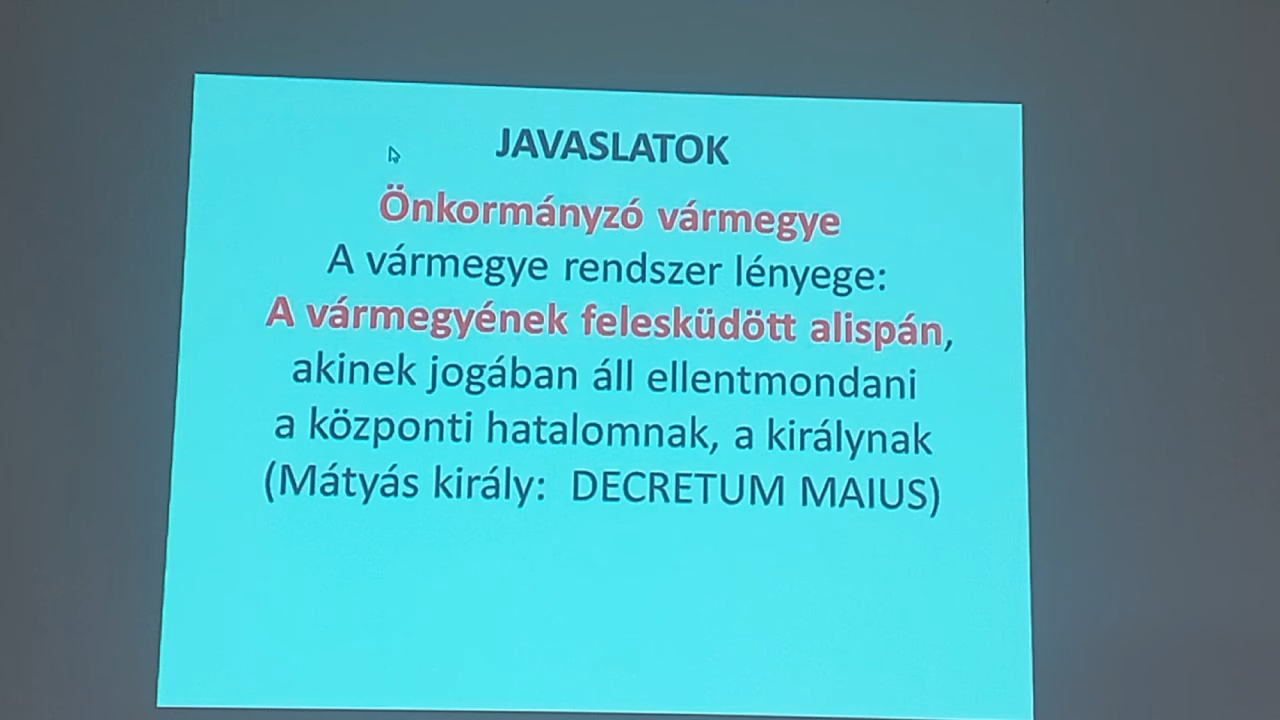 JAVASLATOK
Önkormányzó vármegye
A vármegye rendszer lényege:
A vármegyének felesküdött alispán,
akinek jogában áll ellentmondani
a központi hatalomnak, a királynak
(Mátyás király: DECRETUM MAIUS)